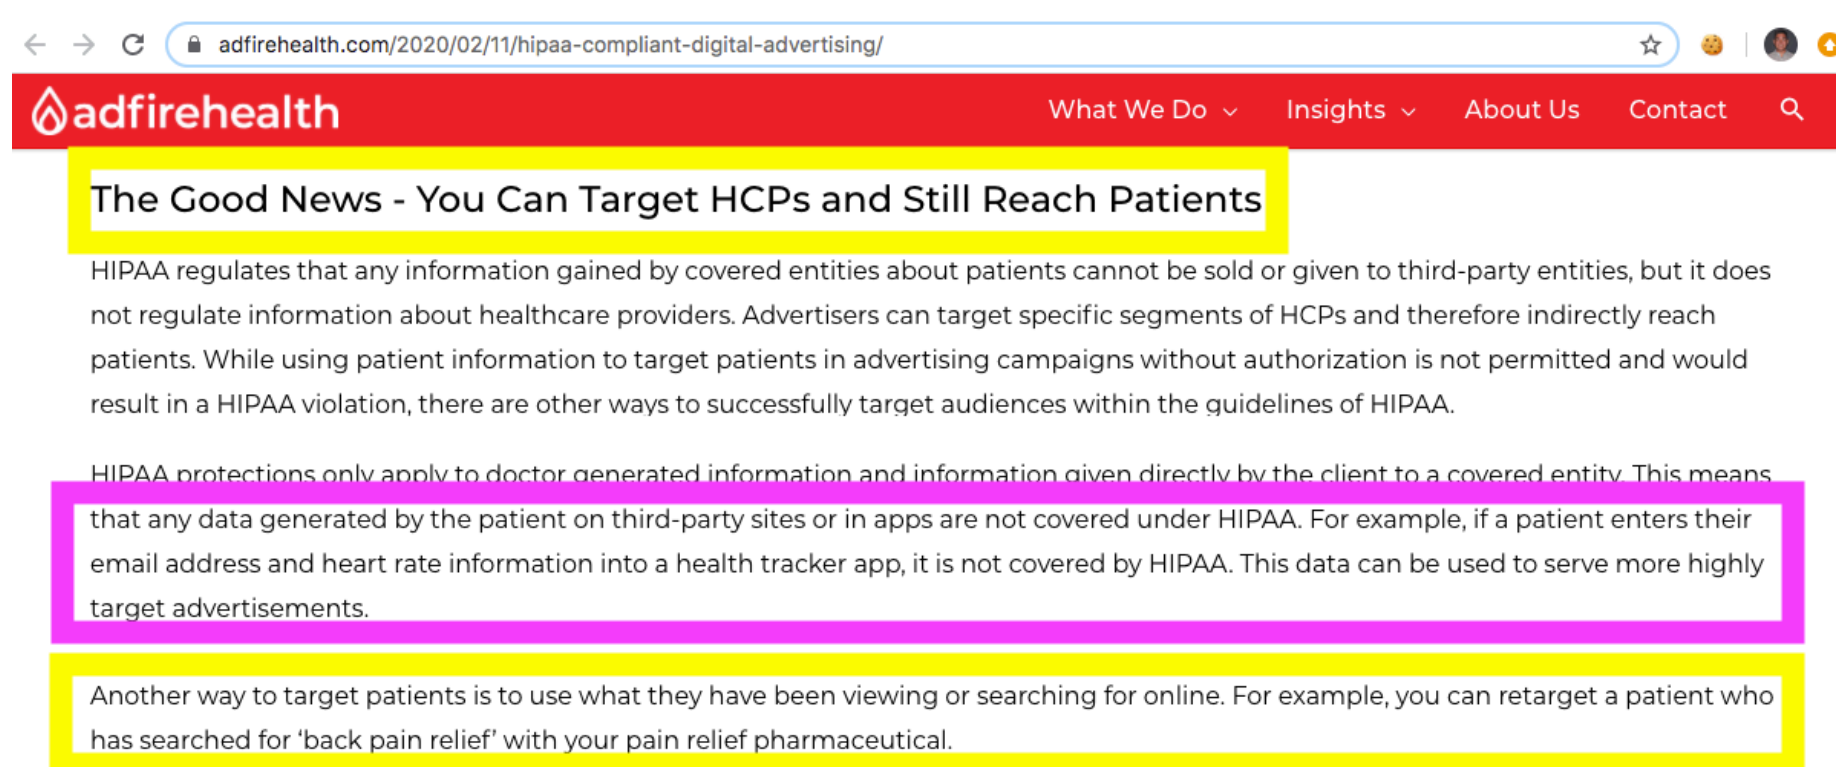 adfirehealth.com/2020/02/11/hipaa-compliant-digital-advertising/
adfirehealth
What We Do
Insights
About Us
Contact
The Good News - You Can Target HCPs and Still Reach Patients
HIPAA regulates that any information gained by covered entities about patients cannot be sold or given to third-party entities, but it does
not regulate information about healthcare providers. Advertisers can target specific segments of HCPs and therefore indirectly reach
patients. While using patient information to target patients in advertising campaigns without authorization is not permitted and would
result in a HIPAA violation, there are other ways to successfully target audiences within the guidelines of HIPAA.
HIPAA protections only apply to doctor generated information and information given directly by the client to a covered entity. This means
that any data generated by the patient on third-party sites or in apps are not covered under HIPAA. For example, if a patient enters their
email address and heart rate information into a health tracker app, it is not covered by HIPAA. This data can be used to serve more highly
target advertisements.
Another way to target patients is to use what they have been viewing or searching for online. For example, you can retarget a patient who
has searched for ‘back pain relief’ with your pain relief pharmaceutical.